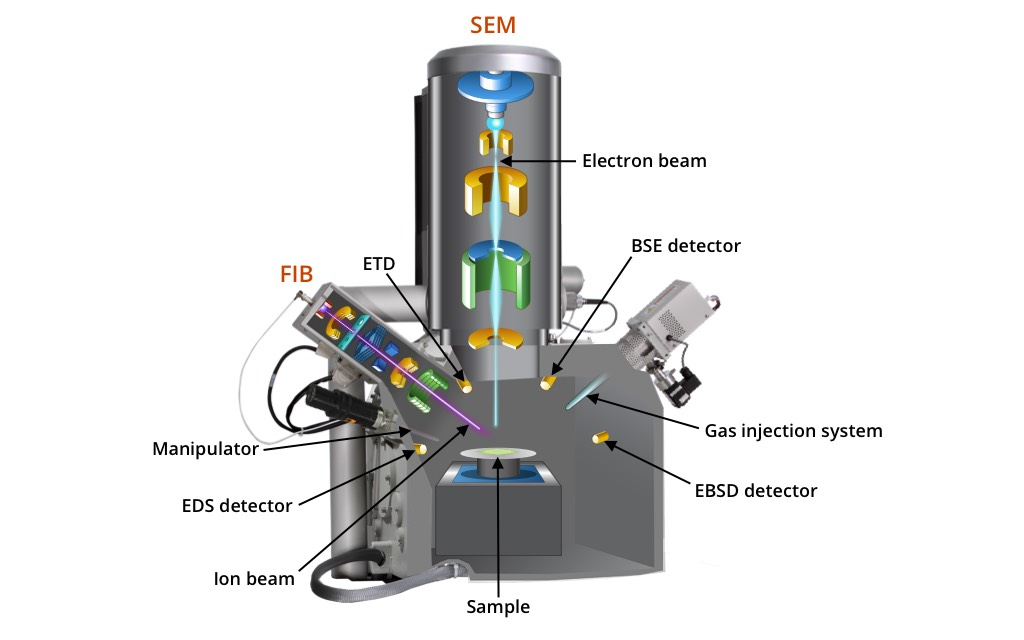 SEM
Electron beam
BSE detector
ETD
FIB
Gas injection system
Manipulator
EBSD detector
EDS detector
Ion beam
Sample